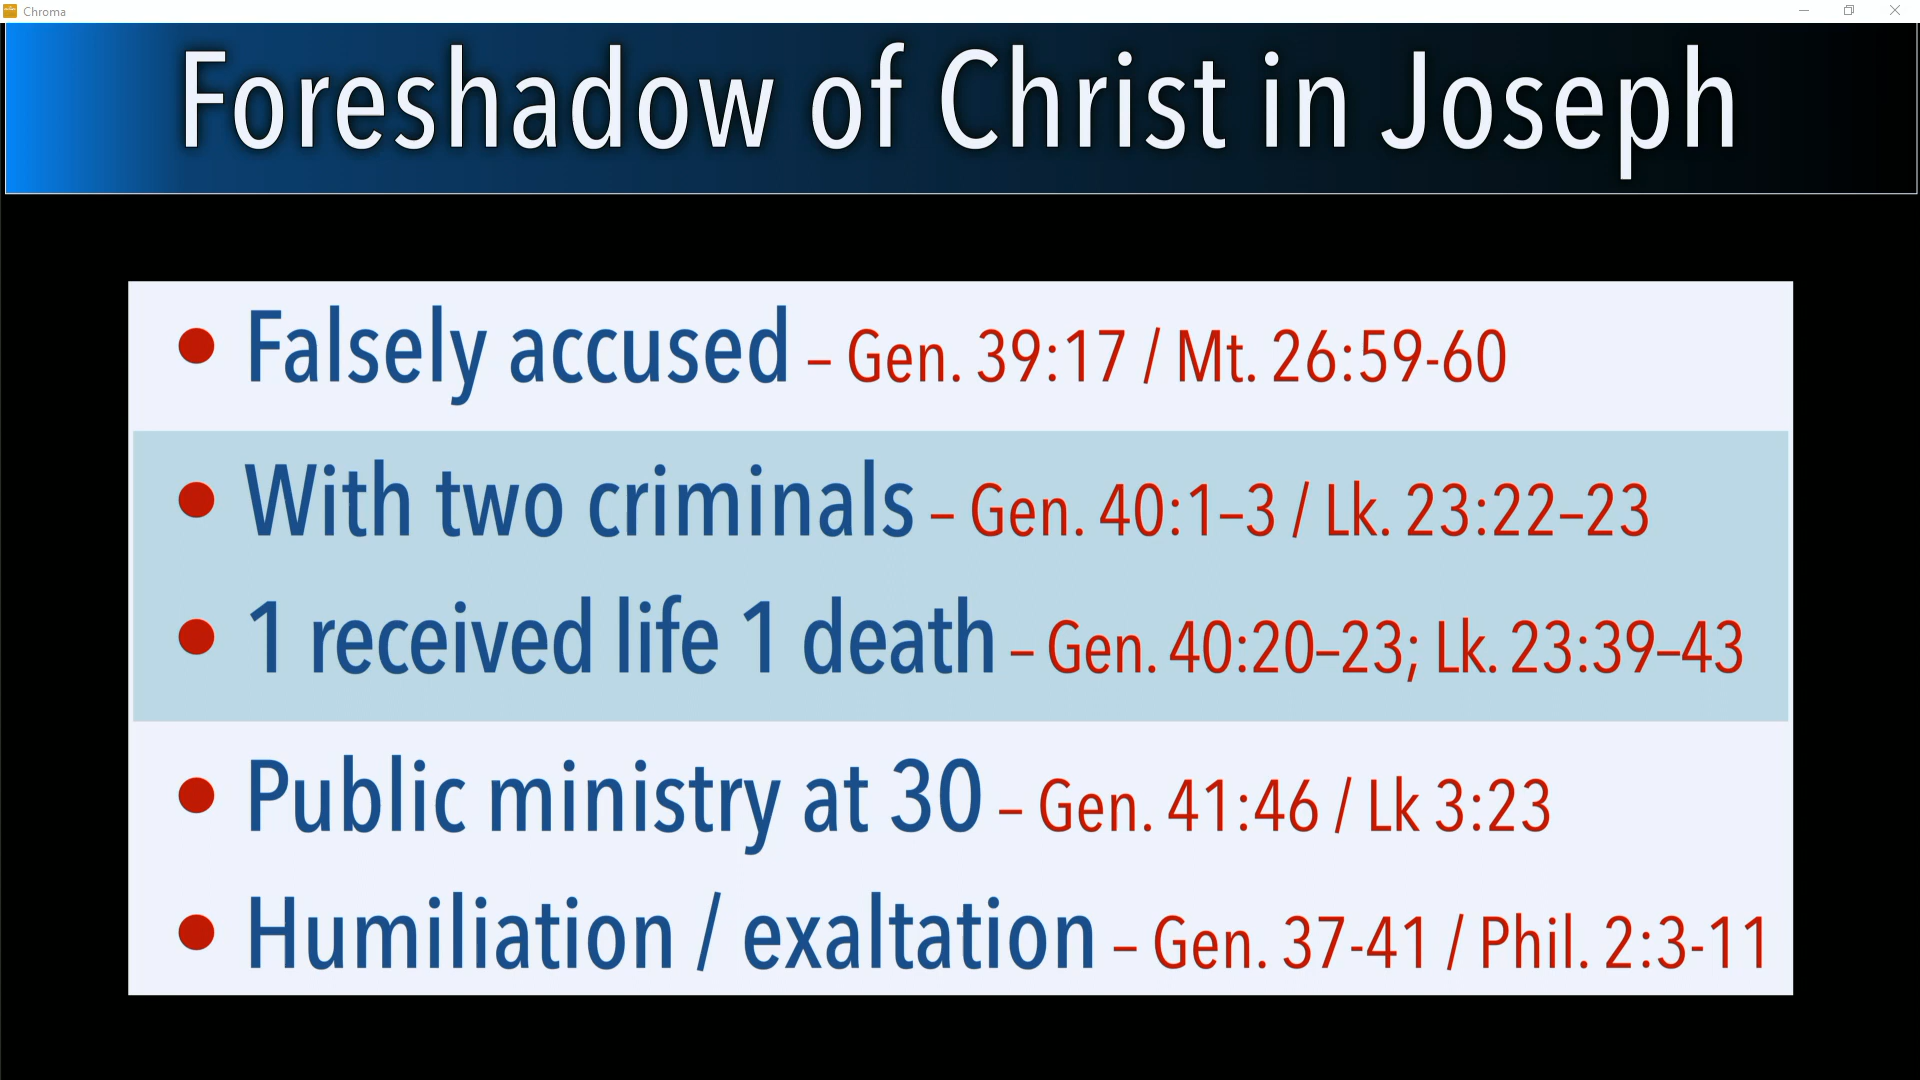 Chroma
Foreshadow of Christ in Joseph
• Falsely accused – Gen. 39:17 / Mt. 26:59-60
• With two criminals – Gen. 40:1–3 / Lk. 23:22–23
• 1 received life 1 death – Gen. 40:20–23; Lk. 23:39–43
• Public ministry at 30 – Gen. 41:46 / Lk 3:23
• Humiliation / exaltation – Gen. 37-41 / Phil. 2:3-11